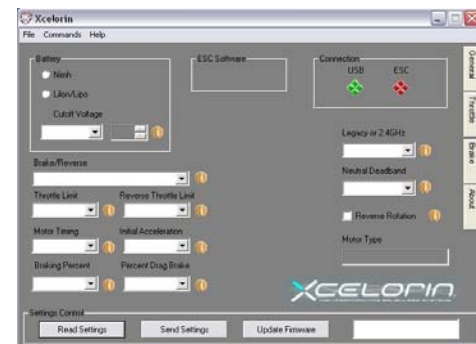 Xcelorin
File Commands Help
Battery
Nimh
LiIon/Lipo
Cutoff Voltage
ESC Software
Connection
USB ESC
General
Throttle
Brake
About
Legacy or 2.4GHz
Brake/Reverse
Neutral Deadband
Throttle Limit Reverse Throttle Limit
Reverse Rotation
Motor Timing Initial Acceleration
Motor Type
Braking Percent Percent Drag Brake
XCELORIN
Settings Control
Read Settings Send Settings Update Firmware